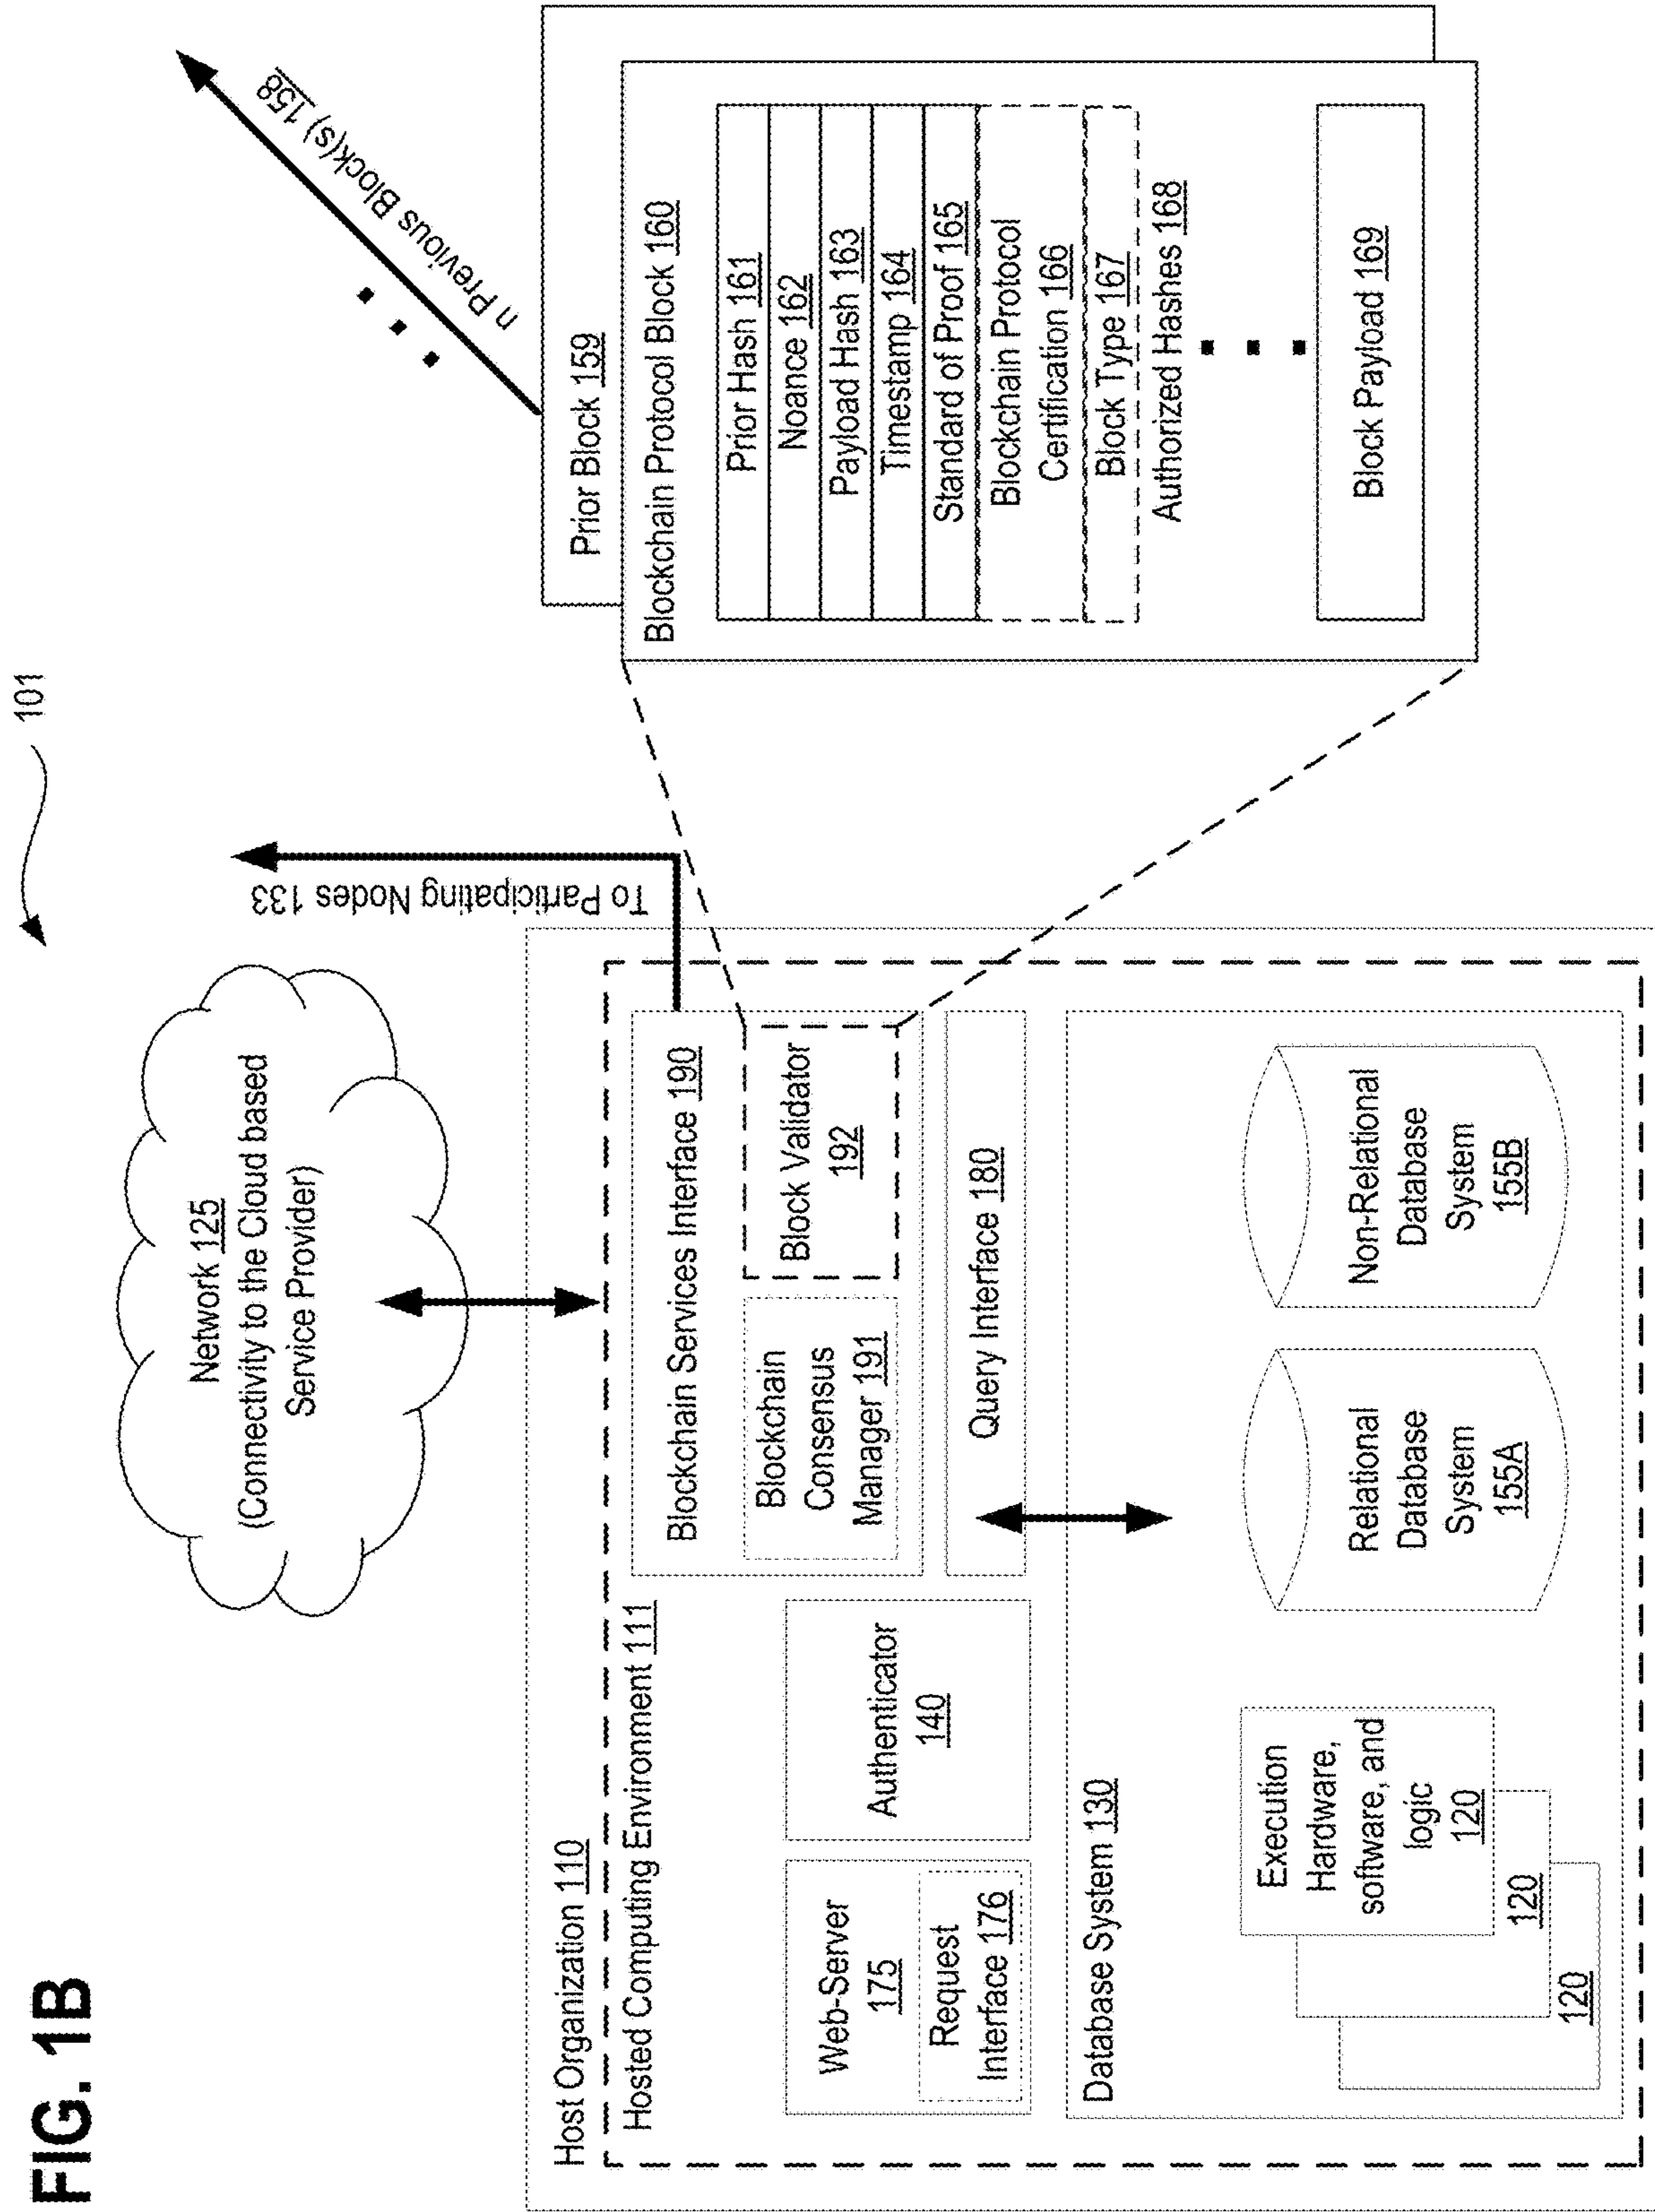 FIG. 1B
101
Network 125
(Connectivity to the Cloud based
Service Provider)
To Participating Nodes 133
n Previous Block(s) 158
Host Organization 110
Hosted Computing Environment 111
Web-Server
175
Request
Interface 176
Authenticator
140
Blockchain Services Interface 190
Blockchain
Consensus
Manager 191
Block Validator
192
Query Interface 180
Database System 130
Execution
Hardware,
software, and
logic
120
120
120
Relational
Database
System
155A
Non-Relational
Database
System
155B
Prior Block 159
Blockchain Protocol Block 160
Prior Hash 161
Noance 162
Payload Hash 163
Timestamp 164
Standard of Proof 165
Blockchain Protocol
Certification 166
Block Type 167
Authorized Hashes 168
Block Payload 169